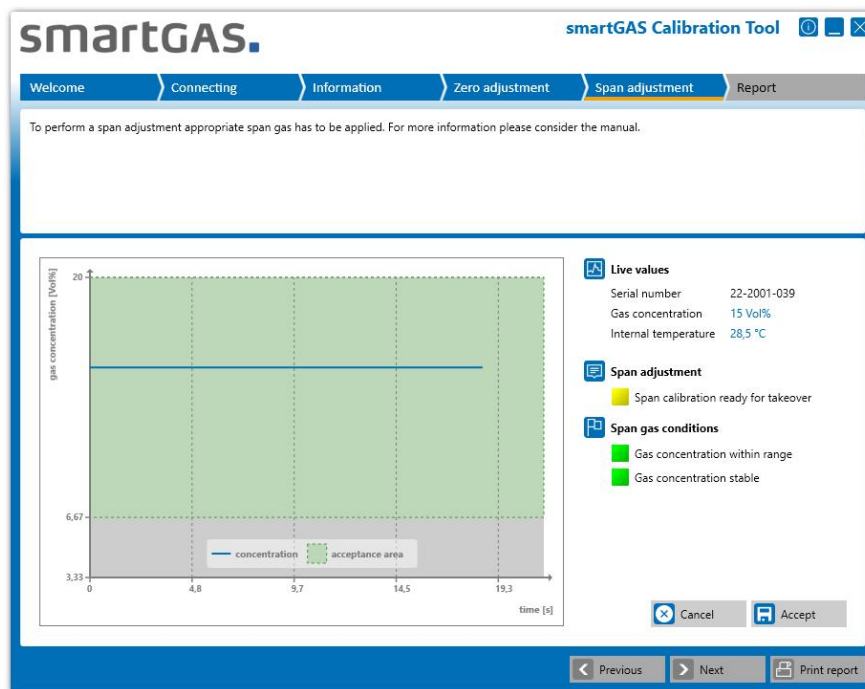 smartGAS.
smartGAS Calibration Tool
Welcome
Connecting
Information
Zero adjustment
Span adjustment
Report
To perform a span adjustment appropriate span gas has to be applied. For more information please consider the manual.
gas concentration [Vol%]
20
6,67
3,33
0
4,8
9,7
14,5
19,3
time [s]
concentration
acceptance area
Live values
Serial number 22-2001-039
Gas concentration 15 Vol%
Internal temperature 28,5 °C
Span adjustment
Span calibration ready for takeover
Span gas conditions
Gas concentration within range
Gas concentration stable
Cancel
Accept
Previous
Next
Print report